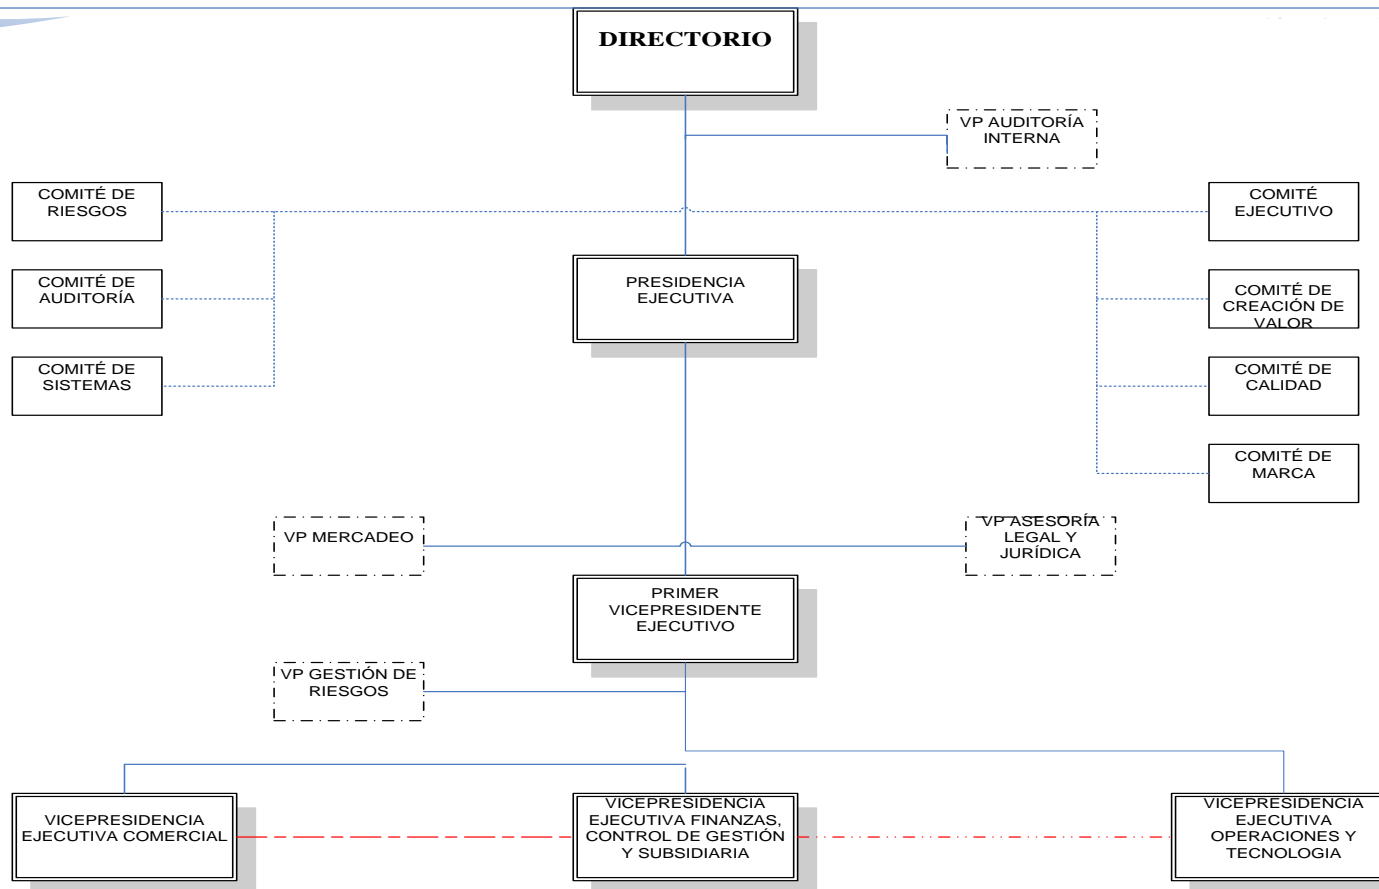 DIRECTORIO
VP AUDITORÍA
INTERNA
COMITÉ DE
RIESGOS
COMITÉ
EJECUTIVO
COMITÉ DE
AUDITORÍA
PRESIDENCIA
EJECUTIVA
COMITÉ DE
CREACIÓN DE
VALOR
COMITÉ DE
SISTEMAS
COMITÉ DE
CALIDAD
COMITÉ DE
MARCA
VP MERCADEO
VP ASESORÍA
LEGAL Y
JURÍDICA
PRIMER
VICEPRESIDENTE
EJECUTIVO
VP GESTIÓN DE
RIESGOS
VICEPRESIDENCIA
EJECUTIVA COMERCIAL
VICEPRESIDENCIA
EJECUTIVA FINANZAS,
CONTROL DE GESTIÓN
Y SUBSIDIARIA
VICEPRESIDENCIA
EJECUTIVA
OPERACIONES Y
TECNOLOGIA